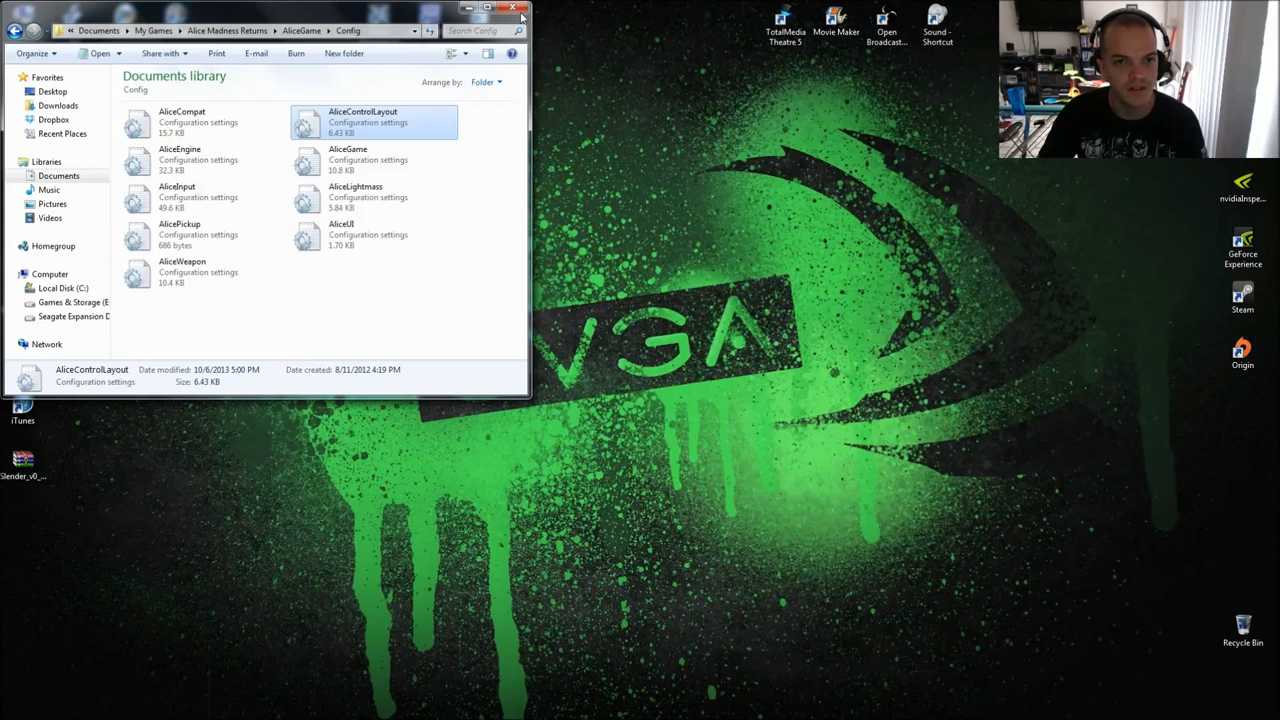 « Documents ▸ My Games ▸ Alice Madness Returns ▸ AliceGame ▸ Config
Search Config
Organize
Open
Share with
Print
E-mail
Burn
New folder
Favorites
Desktop
Downloads
Dropbox
Recent Places
Libraries
Documents
Music
Pictures
Videos
Homegroup
Computer
Local Disk (C:)
Games & Storage (E
Seagate Expansion D
Network
Documents library
Config
Arrange by: Folder
AliceCompat
Configuration settings
15.7 KB
AliceControlLayout
Configuration settings
6.43 KB
AliceEngine
Configuration settings
32.3 KB
AliceGame
Configuration settings
10.8 KB
AliceInput
Configuration settings
49.6 KB
AliceLightmass
Configuration settings
5.84 KB
AlicePickup
Configuration settings
686 bytes
AliceUI
Configuration settings
1.70 KB
AliceWeapon
Configuration settings
10.4 KB
AliceControlLayout
Date modified: 10/6/2013 5:00 PM
Date created: 8/11/2012 4:19 PM
Configuration settings
Size: 6.43 KB
iTunes
Slender_v0_...
TotalMedia
Theatre 5
Movie Maker
Open
Broadcast...
Sound -
Shortcut
VGA
nvidiaInspe...
GeForce
Experience
Steam
Origin
Recycle Bin